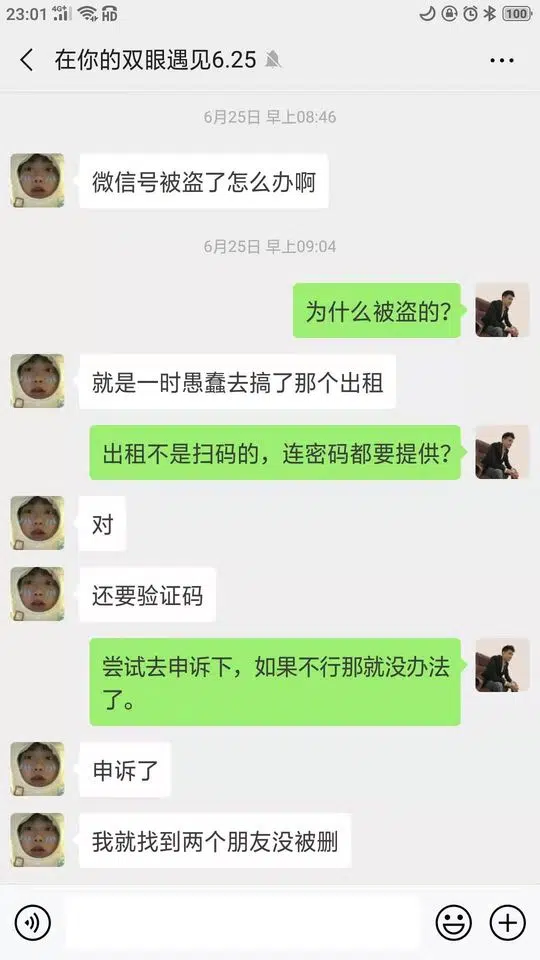 23:01 4G+ HD 100
在你的双眼遇见6.25
6月25日 早上08:46
微信号被盗了怎么办啊
6月25日 早上09:04
为什么被盗的？
就是一时愚蠢去搞了那个出租
出租不是扫码的，连密码都要提供？
对
还要验证码
尝试去申诉下，如果不行那就没办法
了。
申诉了
我就找到两个朋友没被删